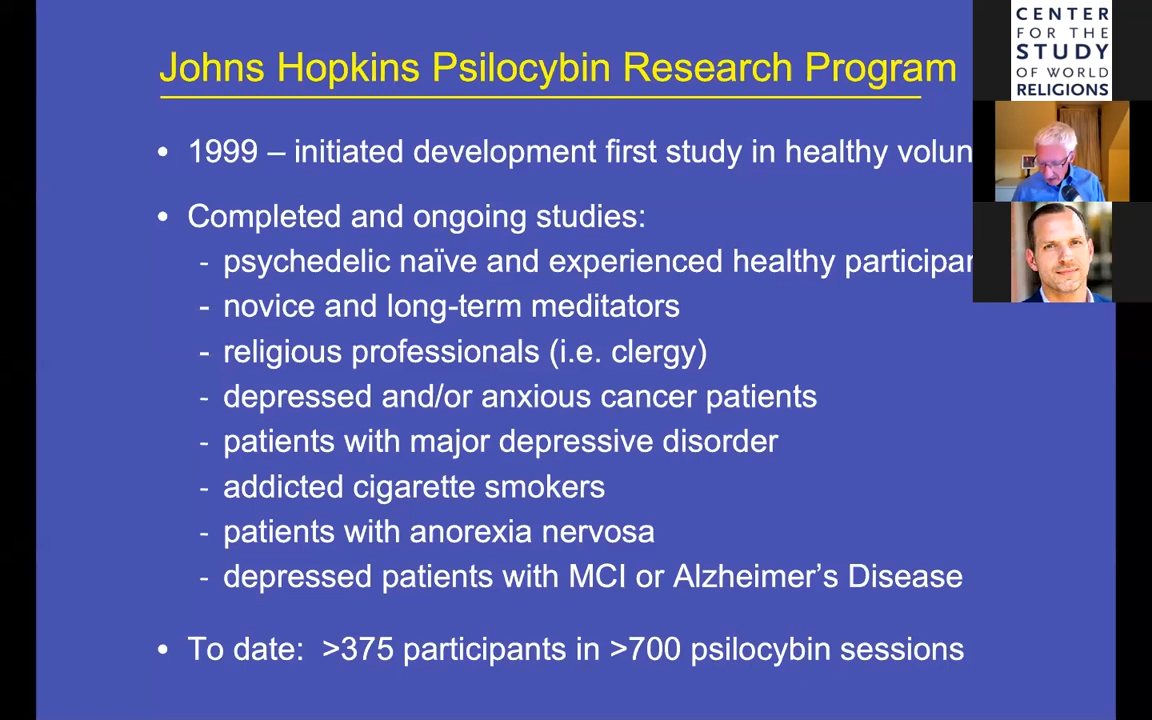 Johns Hopkins Psilocybin Research Program
• 1999 – initiated development first study in healthy volun
• Completed and ongoing studies:
- psychedelic naïve and experienced healthy participan
- novice and long-term meditators
- religious professionals (i.e. clergy)
- depressed and/or anxious cancer patients
- patients with major depressive disorder
- addicted cigarette smokers
- patients with anorexia nervosa
- depressed patients with MCI or Alzheimer’s Disease
• To date:  >375 participants in >700 psilocybin sessions
CENTER
FOR THE
STUDY
OF WORLD
RELIGIONS